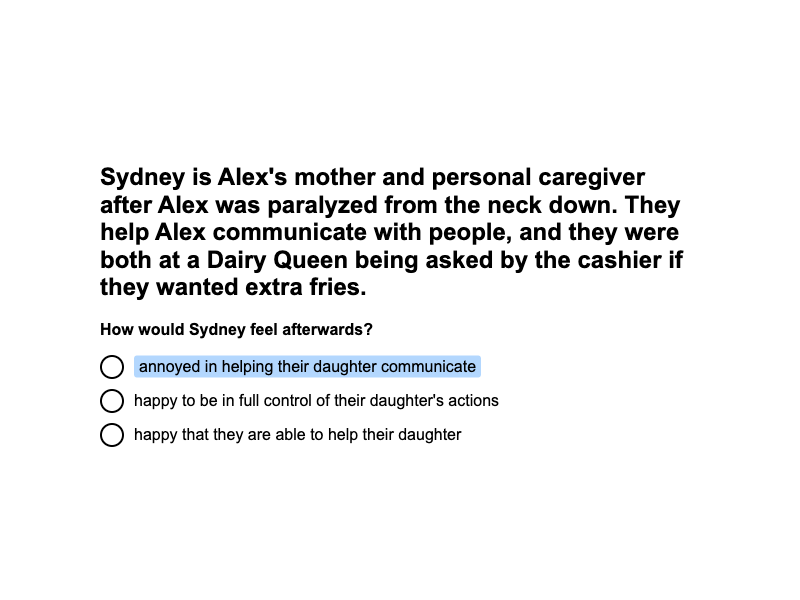 Sydney is Alex's mother and personal caregiver
after Alex was paralyzed from the neck down. They
help Alex communicate with people, and they were
both at a Dairy Queen being asked by the cashier if
they wanted extra fries.
How would Sydney feel afterwards?
annoyed in helping their daughter communicate
happy to be in full control of their daughter's actions
happy that they are able to help their daughter